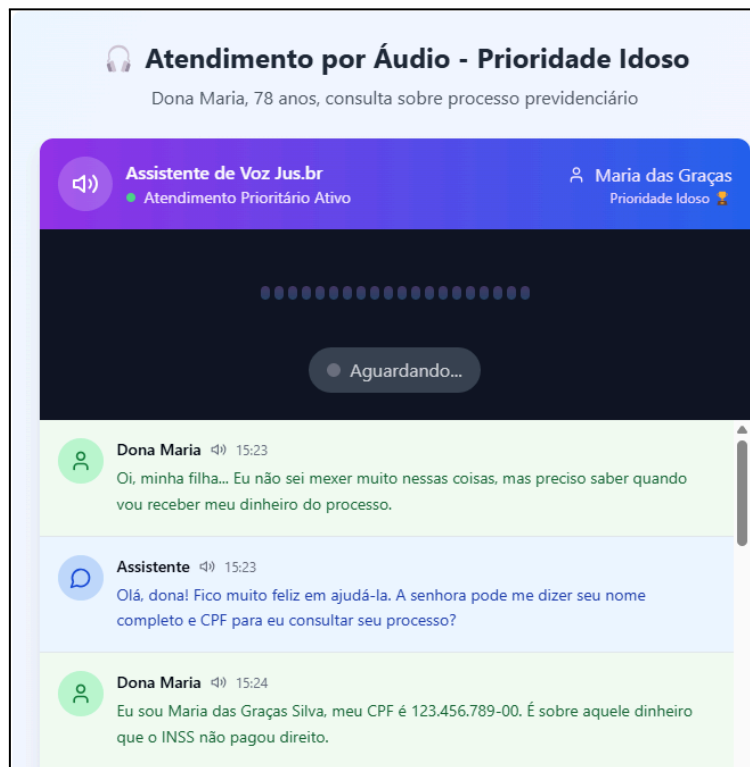 Atendimento por Áudio - Prioridade Idoso
Dona Maria, 78 anos, consulta sobre processo previdenciário
Assistente de Voz Jus.br
Atendimento Prioritário Ativo
Maria das Graças
Prioridade Idoso
Aguardando...
Dona Maria 15:23
Oi, minha filha... Eu não sei mexer muito nessas coisas, mas preciso saber quando
vou receber meu dinheiro do processo.
Assistente 15:23
Olá, dona! Fico muito feliz em ajudá-la. A senhora pode me dizer seu nome
completo e CPF para eu consultar seu processo?
Dona Maria 15:24
Eu sou Maria das Graças Silva, meu CPF é 123.456.789-00. É sobre aquele dinheiro
que o INSS não pagou direito.